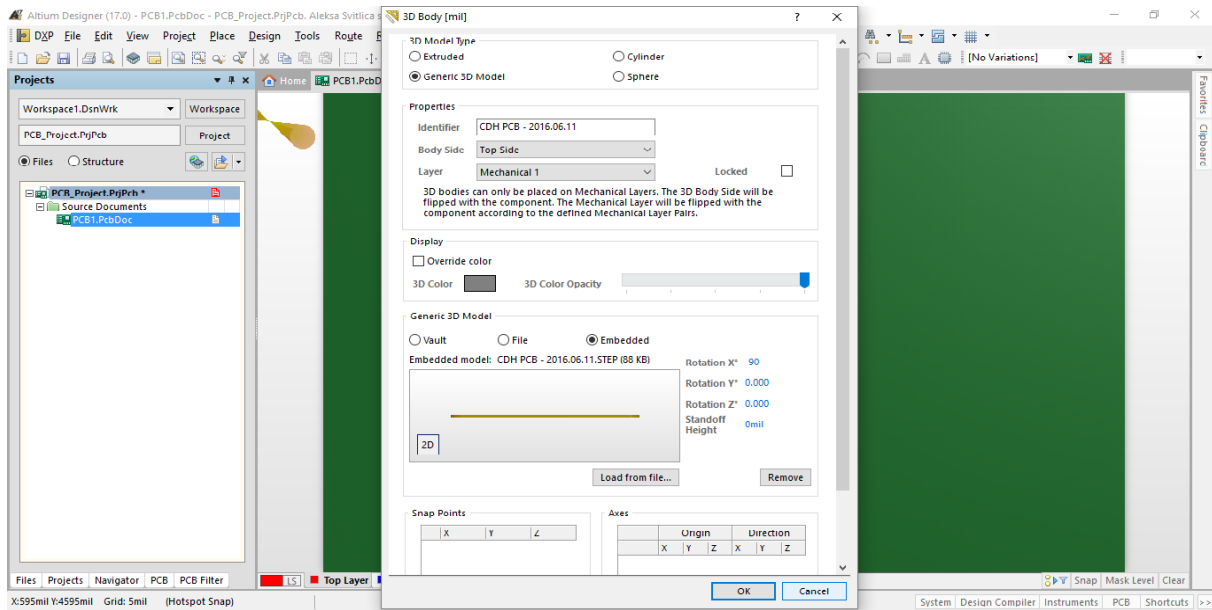 Altium Designer (17.0) - PCB1.PcbDoc - PCB_Project.PrjPcb. Aleksa Svitlica s
DXP File Edit View Project Place Design Tools Route
[No Variations]
Projects
Home PCB1.PcbD
Workspace1.DsnWrk Workspace
PCB_Project.PrjPcb Project
Files Structure
PCB_Project.PrjPcb *
Source Documents
PCB1.PcbDoc
Files Projects Navigator PCB PCB Filter
LS Top Layer
X:595mil Y:4595mil Grid: 5mil (Hotspot Snap)
3D Body [mil] ?
3D Model Type
Extruded Cylinder
Generic 3D Model Sphere
Properties
Identifier CDH PCB - 2016.06.11
Body Side Top Side
Layer Mechanical 1 Locked
3D bodies can only be placed on Mechanical Layers. The 3D Body Side will be
flipped with the component. The Mechanical Layer will be flipped with the
component according to the defined Mechanical Layer Pairs.
Display
Override color
3D Color 3D Color Opacity
Generic 3D Model
Vault File Embedded
Embedded model: CDH PCB - 2016.06.11.STEP (88 KB)
Rotation X° 90
Rotation Y° 0.000
Rotation Z° 0.000
Standoff
Height 0mil
2D
Load from file... Remove
Snap Points Axes
X Y Z
Origin Direction
X Y Z X Y Z
OK Cancel
Favorites
Clipboard
Snap Mask Level Clear
System Design Compiler Instruments PCB Shortcuts >>